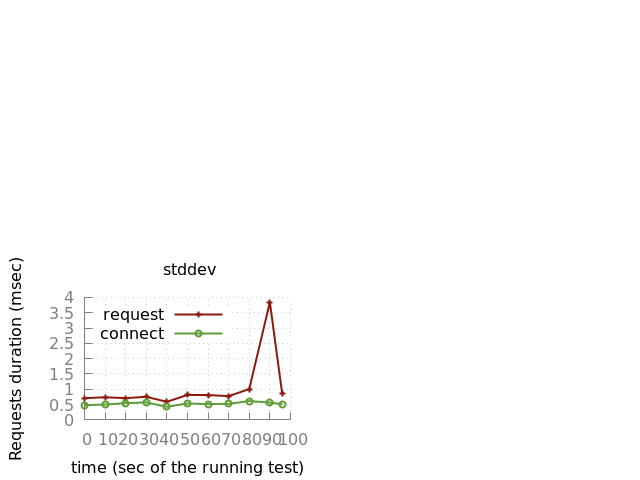 stddev
Requests duration (msec)
4
3.5
3
2.5
2
1.5
1
0.5
0
request
connect
0 10 20 30 40 50 60 70 80 90 100
time (sec of the running test)